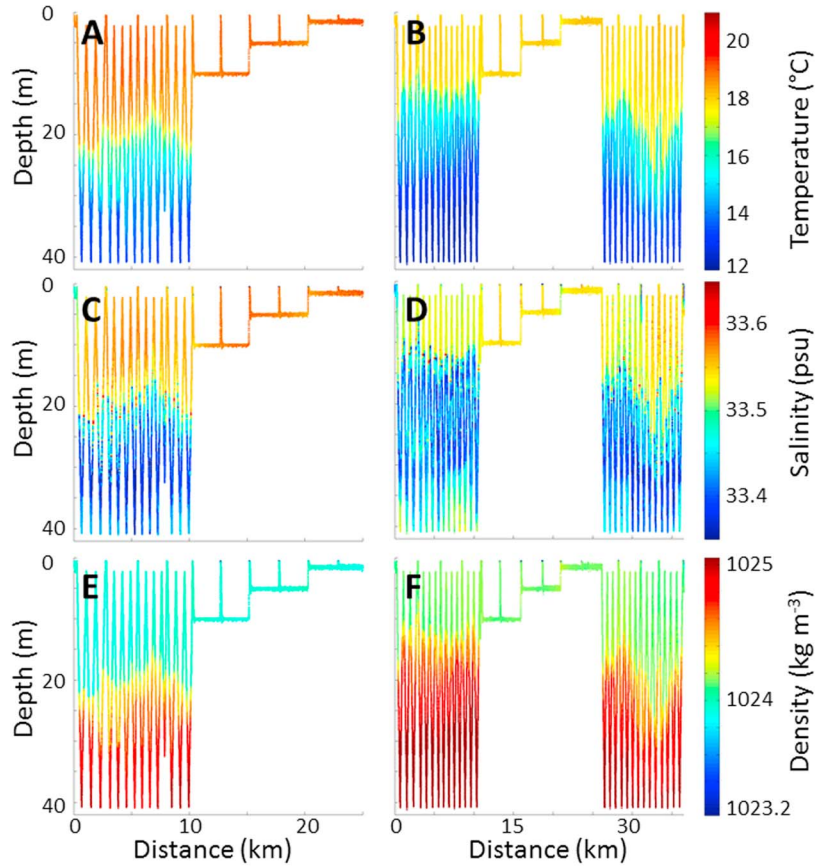 A
B
0
20
40
Depth (m)
20
18
16
14
12
Temperature (°C)
C
D
0
20
40
Depth (m)
33.6
33.5
33.4
Salinity (psu)
E
F
0
20
40
Depth (m)
1025
1024
1023.2
Density (kg m⁻³)
0 10 20
Distance (km)
0 15 30
Distance (km)